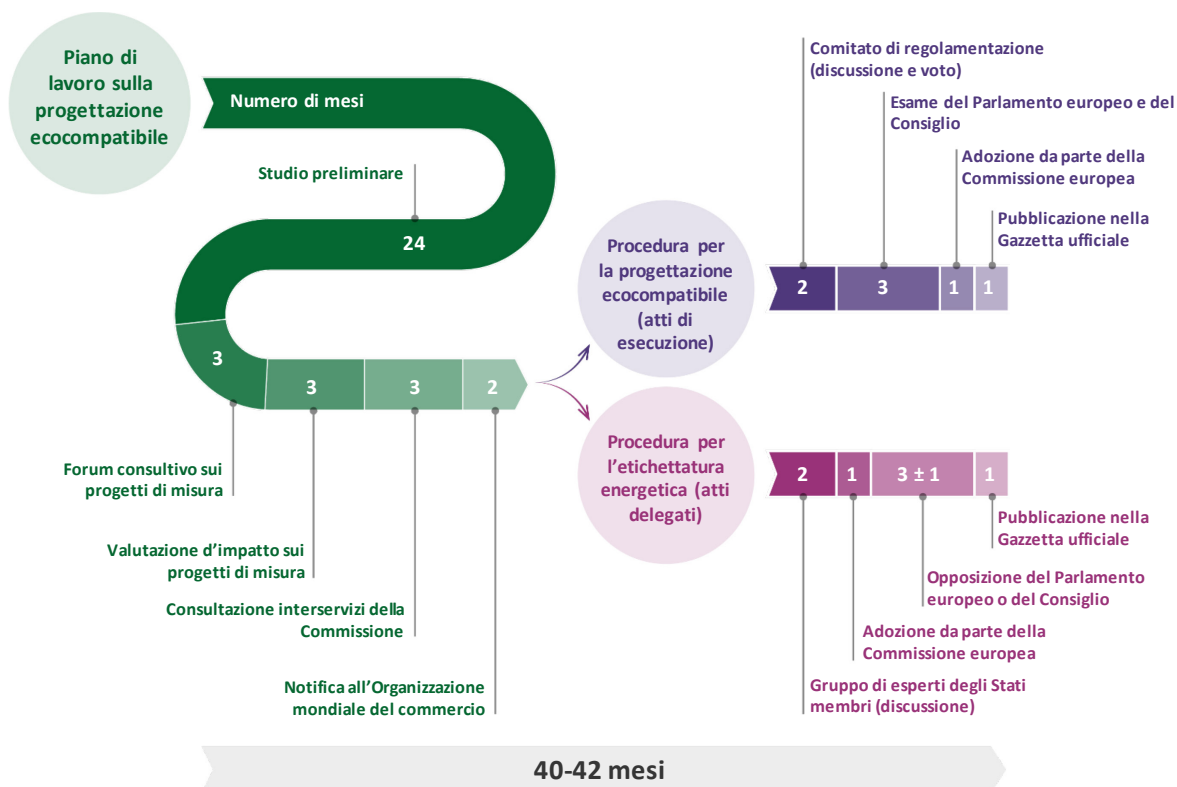 Piano di
lavoro sulla
progettazione
ecocompatibile
Numero di mesi
Studio preliminare
24
3
3
3
2
Forum consultivo sui
progetti di misura
Valutazione d'impatto sui
progetti di misura
Consultazione interservizi della
Commissione
Notifica all'Organizzazione
mondiale del commercio
Procedura per
la progettazione
ecocompatibile
(atti di
esecuzione)
Comitato di regolamentazione
(discussione e voto)
Esame del Parlamento europeo e del
Consiglio
Adozione da parte della
Commissione europea
Pubblicazione nella
Gazzetta ufficiale
2
3
1
1
Procedura per
l'etichettatura
energetica (atti
delegati)
2
1
3 ± 1
1
Pubblicazione nella
Gazzetta ufficiale
Opposizione del Parlamento
europeo o del Consiglio
Adozione da parte della
Commissione europea
Gruppo di esperti degli Stati
membri (discussione)
40-42 mesi